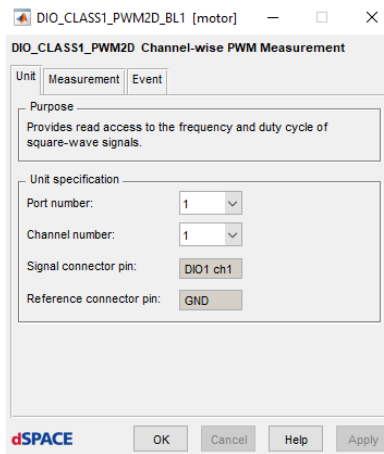 DIO_CLASS1_PWM2D_BL1 [motor]
DIO_CLASS1_PWM2D Channel-wise PWM Measurement
Unit Measurement Event
Purpose
Provides read access to the frequency and duty cycle of
square-wave signals.
Unit specification
Port number: 1
Channel number: 1
Signal connector pin: DIO1 ch1
Reference connector pin: GND
dSPACE OK Cancel Help Apply